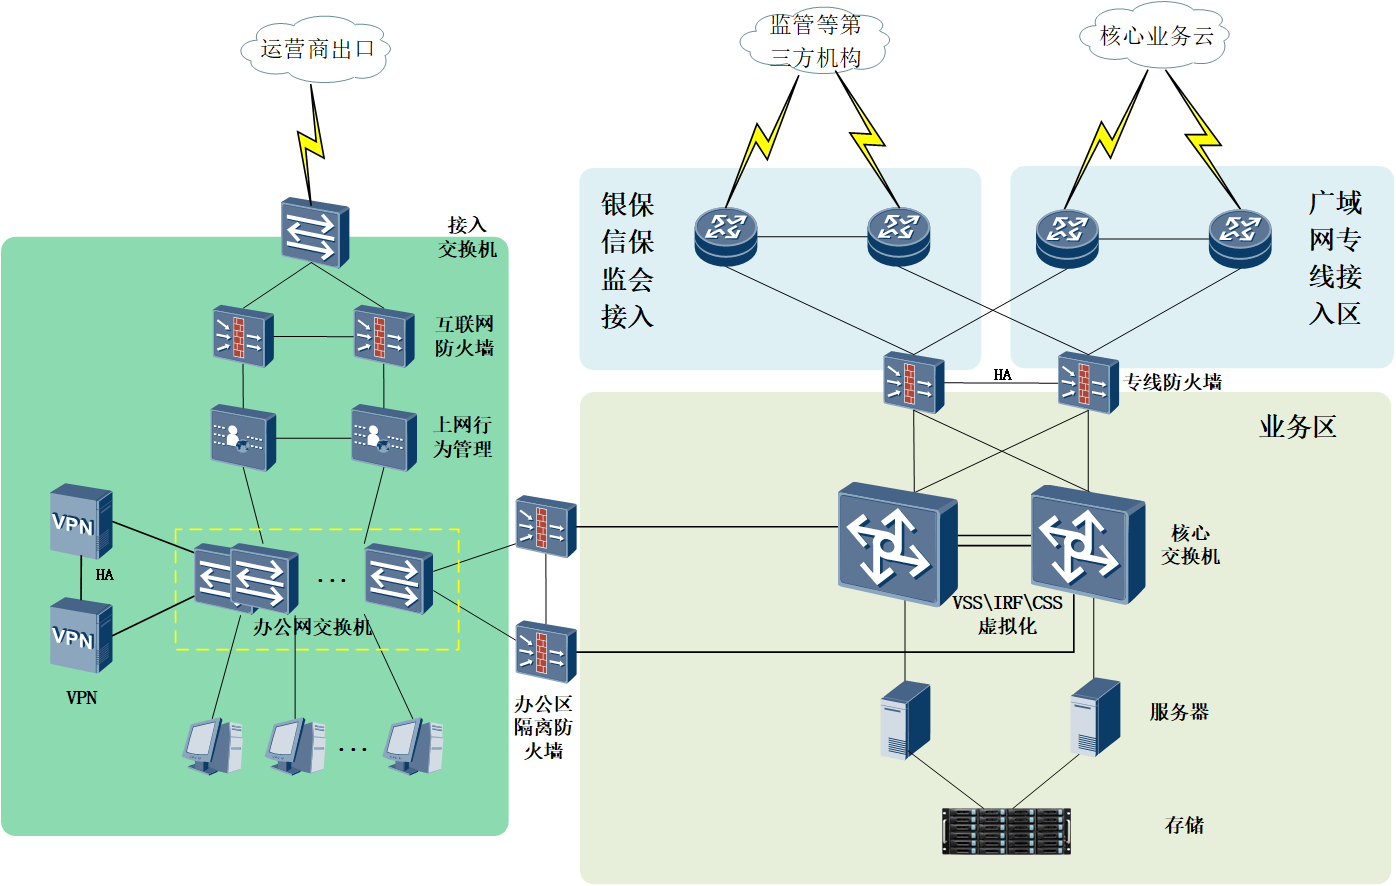 运营商出口
监管等第
三方机构
核心业务云
接入
交换机
银保
信保
监会
接入
广域
网专
线接
入区
互联网
防火墙
HA
专线防火墙
上网行
为管理
业务区
VPN
HA
VPN
VPN
...
办公网交换机
核心
交换机
VSS\IRF\CSS
虚拟化
办公区
隔离防
火墙
服务器
...
存储